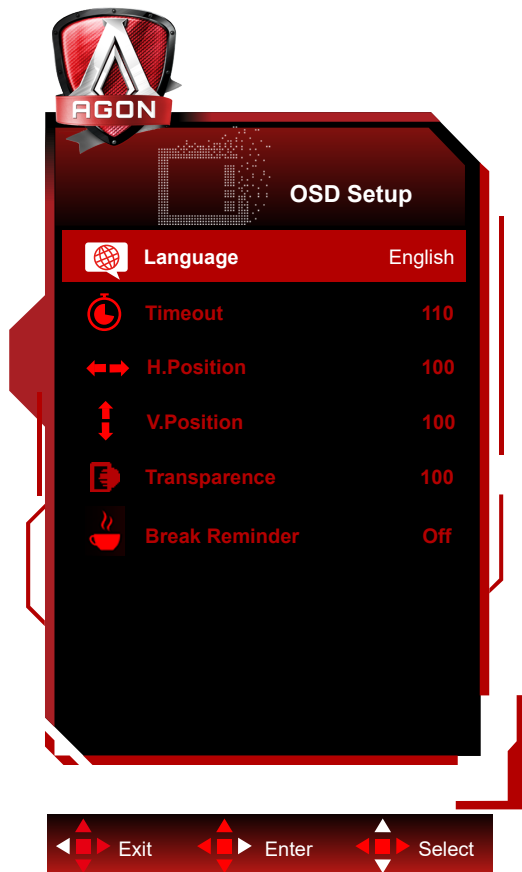 AGON
OSD Setup
Language English
Timeout 110
H.Position 100
V.Position 100
Transparence 100
Break Reminder Off
Exit Enter Select